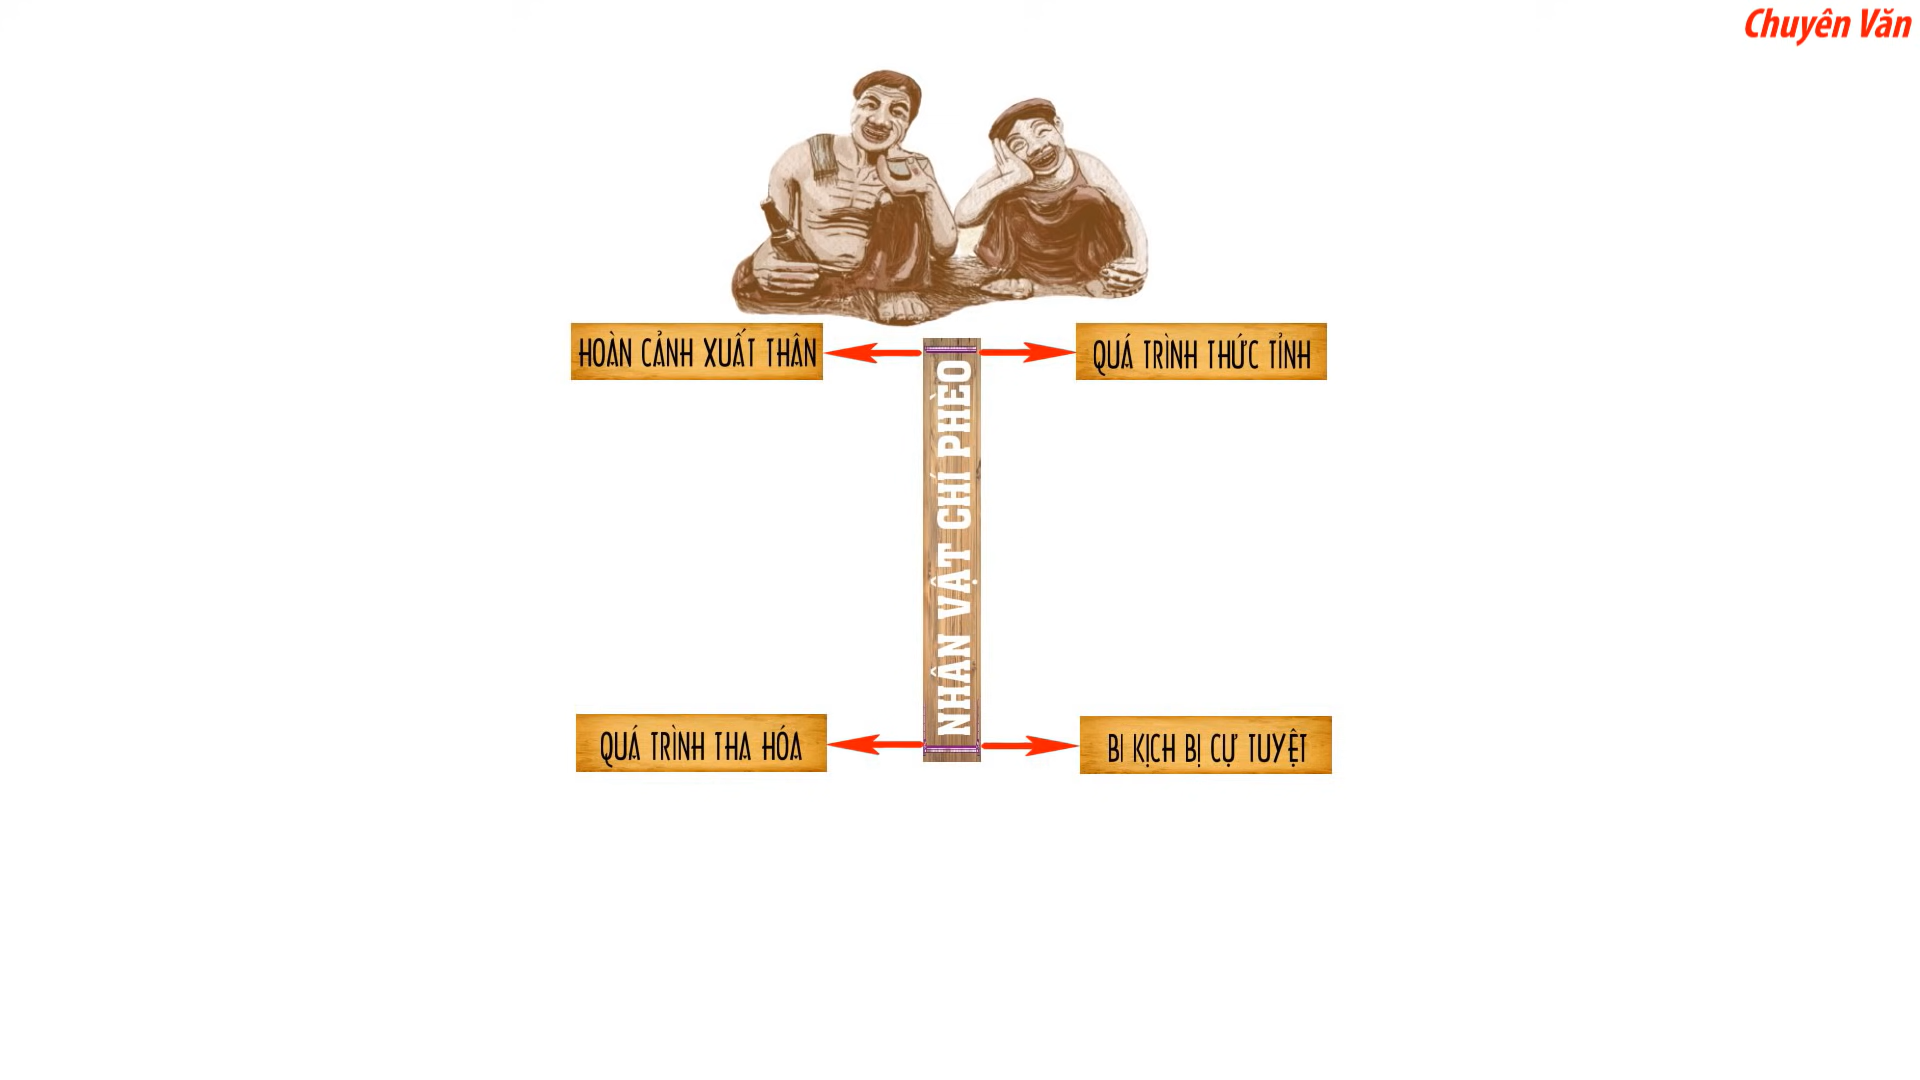 Chuyên Văn
HOÀN CẢNH XUẤT THÂN
QUÁ TRÌNH THỨC TỈNH
NHÂN VẬT CHÍ PHÈO
QUÁ TRÌNH THA HÓA
BI KỊCH BỊ CỰ TUYỆT